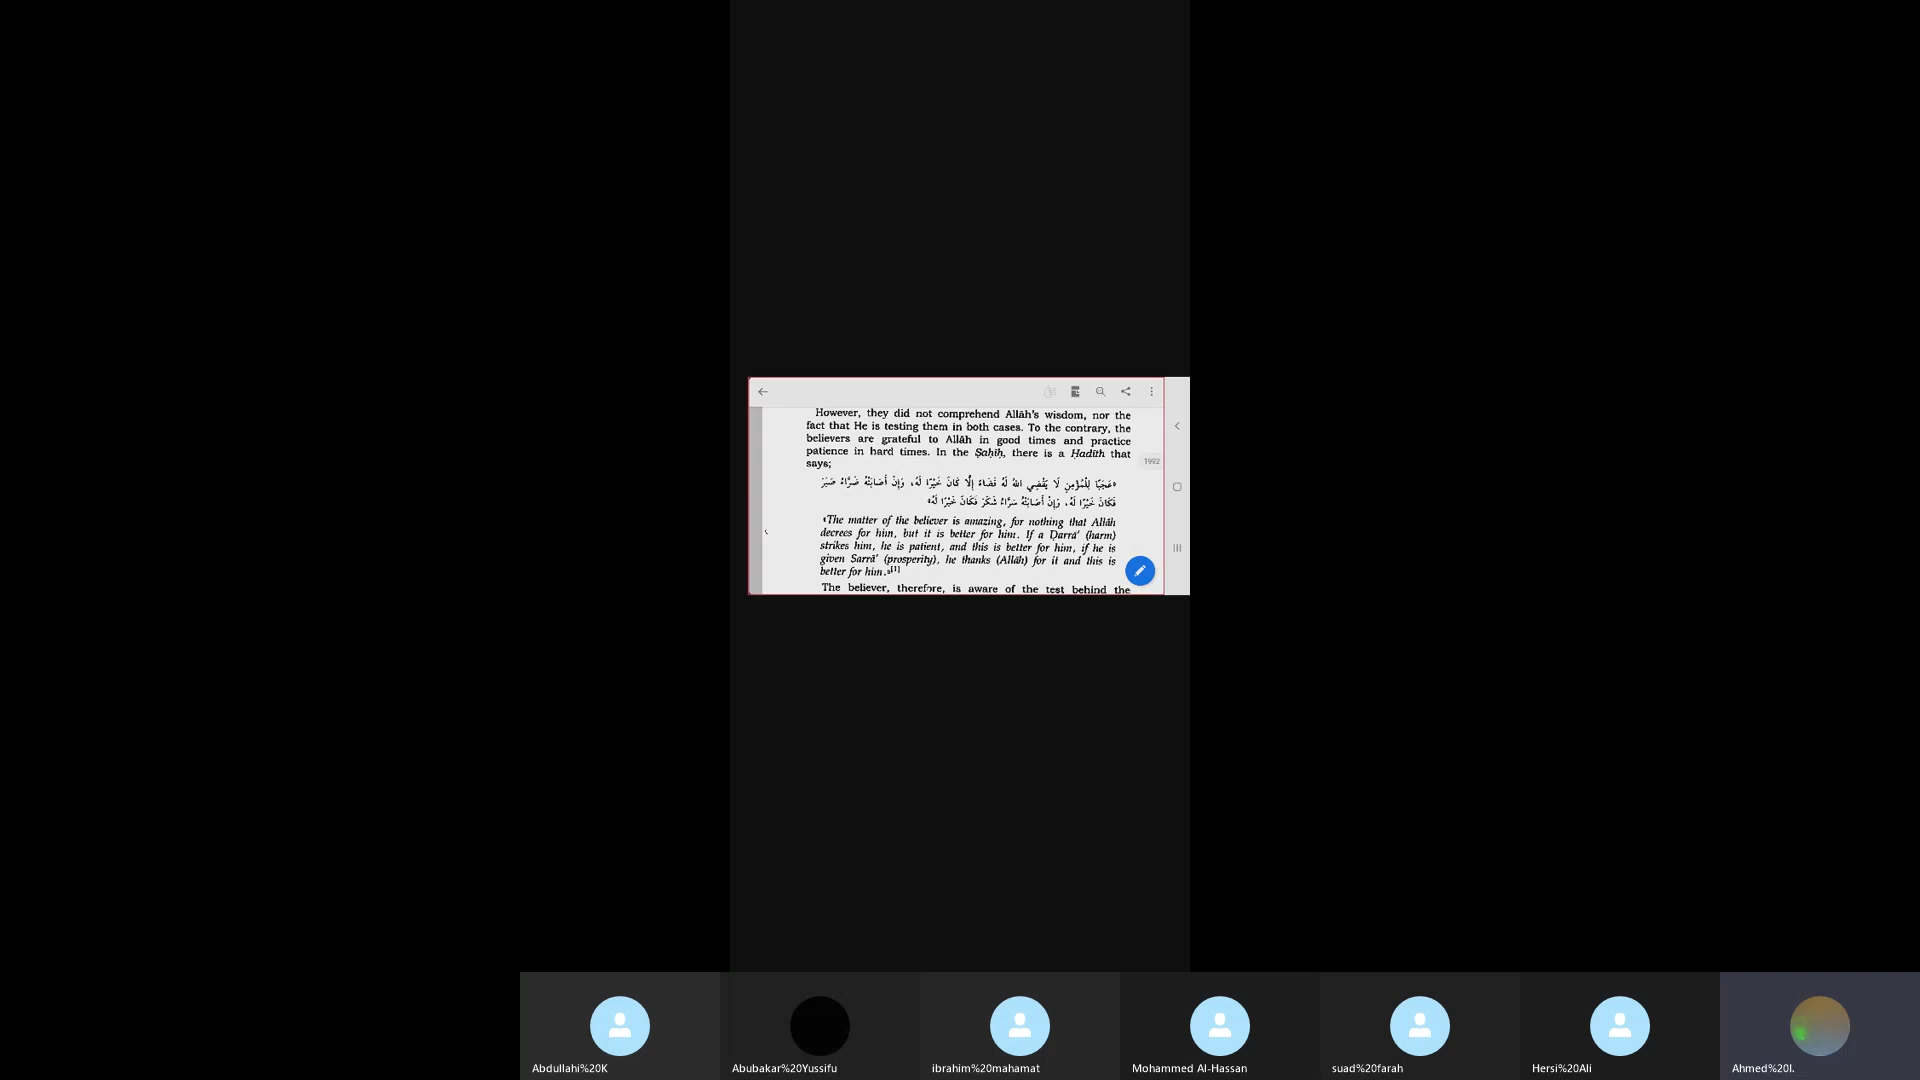 However, they did not comprehend Allāh's wisdom, nor the
fact that He is testing them in both cases. To the contrary, the
believers are grateful to Allāh in good times and practice
patience in hard times. In the Ṣaḥīḥ, there is a Ḥadīth that
says;
1992
«عَجَبًا لِلْمُؤْمِنِ لَا يَقْضِي اللهُ لَهُ قَضَاءً إِلَّا كَانَ خَيْرًا لَهُ، وَإِنْ أَصَابَتْهُ ضَرَّاءُ صَبَرَ
فَكَانَ خَيْرًا لَهُ، وَإِنْ أَصَابَتْهُ سَرَّاءُ شَكَرَ فَكَانَ خَيْرًا لَهُ»
«The matter of the believer is amazing, for nothing that Allāh
decrees for him, but it is better for him. If a Ḍarrā' (harm)
strikes him, he is patient, and this is better for him, if he is
given Sarrā' (prosperity), he thanks (Allāh) for it and this is
better for him.»[1]
The believer, therefore, is aware of the test behind the
Abdullahi%20K
Abubakar%20Yussifu
ibrahim%20mahamat
Mohammed Al-Hassan
suad%20farah
Hersi%20Ali
Ahmed%20I.